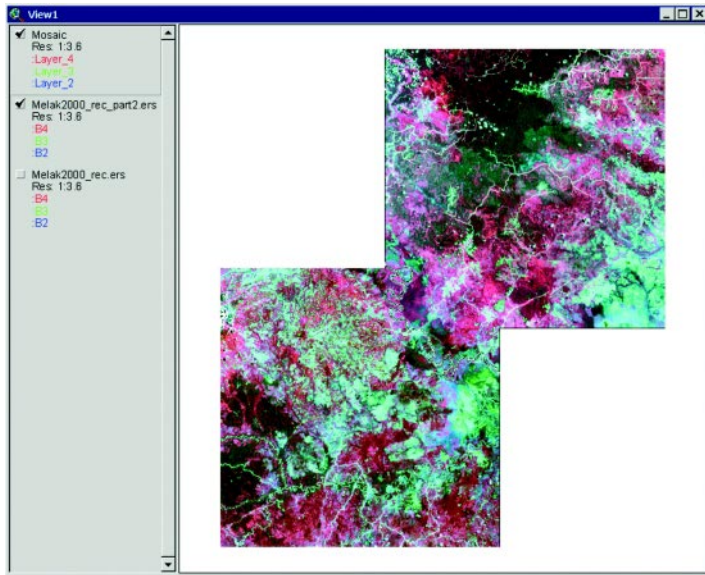 View1
Mosaic
Res: 1:3.6
:Layer_4
:Layer_3
:Layer_2
Melak2000_rec_part2.ers
Res: 1:3.6
:B4
:B3
:B2
Melak2000_rec.ers
Res: 1:3.6
:B4
:B3
:B2